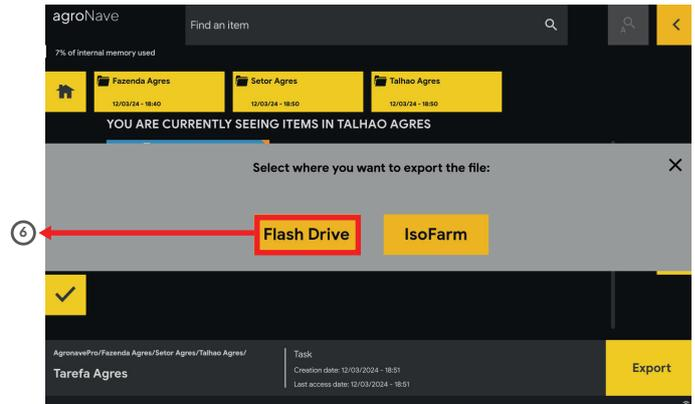 agroNave
Find an item
A
7% of internal memory used
Fazenda Agres
12/03/24 - 18:40
Setor Agres
12/03/24 - 18:50
Talhao Agres
12/03/24 - 18:50
YOU ARE CURRENTLY SEEING ITEMS IN TALHAO AGRES
Select where you want to export the file:
6
Flash Drive
IsoFarm
AgronavePro/Fazenda Agres/Setor Agres/Talhao Agres/
Tarefa Agres
Task
Creation date: 12/03/2024 - 18:51
Last access date: 12/03/2024 - 18:51
Export